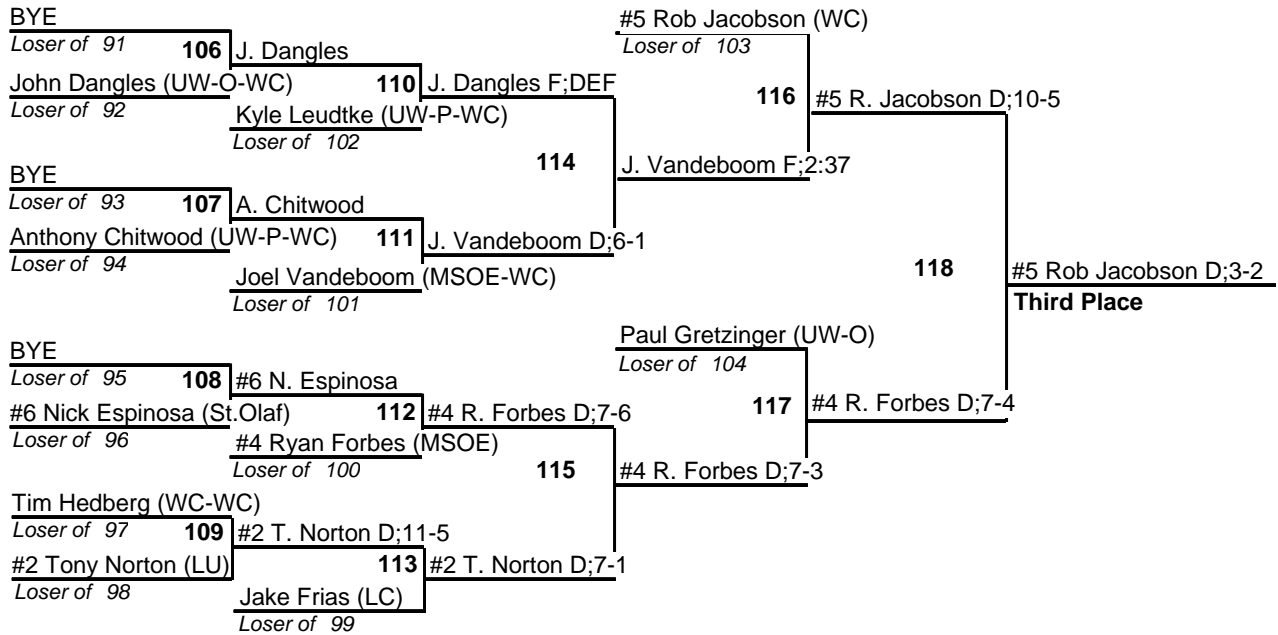 BYE
#5 Rob Jacobson (WC)
Loser of 91
106
J. Dangles
Loser of 103
John Dangles (UW-O-WC)
110
J. Dangles F;DEF
116
#5 R. Jacobson D;10-5
Loser of 92
Kyle Leudtke (UW-P-WC)
Loser of 102
114
J. Vandeboom F;2:37
BYE
Loser of 93
107
A. Chitwood
Anthony Chitwood (UW-P-WC)
111
J. Vandeboom D;6-1
Loser of 94
Joel Vandeboom (MSOE-WC)
Loser of 101
118
#5 Rob Jacobson D;3-2
Third Place
BYE
Paul Gretzinger (UW-O)
Loser of 95
108
#6 N. Espinosa
Loser of 104
#6 Nick Espinosa (St.Olaf)
112
#4 R. Forbes D;7-6
117
#4 R. Forbes D;7-4
Loser of 96
#4 Ryan Forbes (MSOE)
Loser of 100
115
#4 R. Forbes D;7-3
Tim Hedberg (WC-WC)
Loser of 97
109
#2 T. Norton D;11-5
#2 Tony Norton (LU)
113
#2 T. Norton D;7-1
Loser of 98
Jake Frias (LC)
Loser of 99